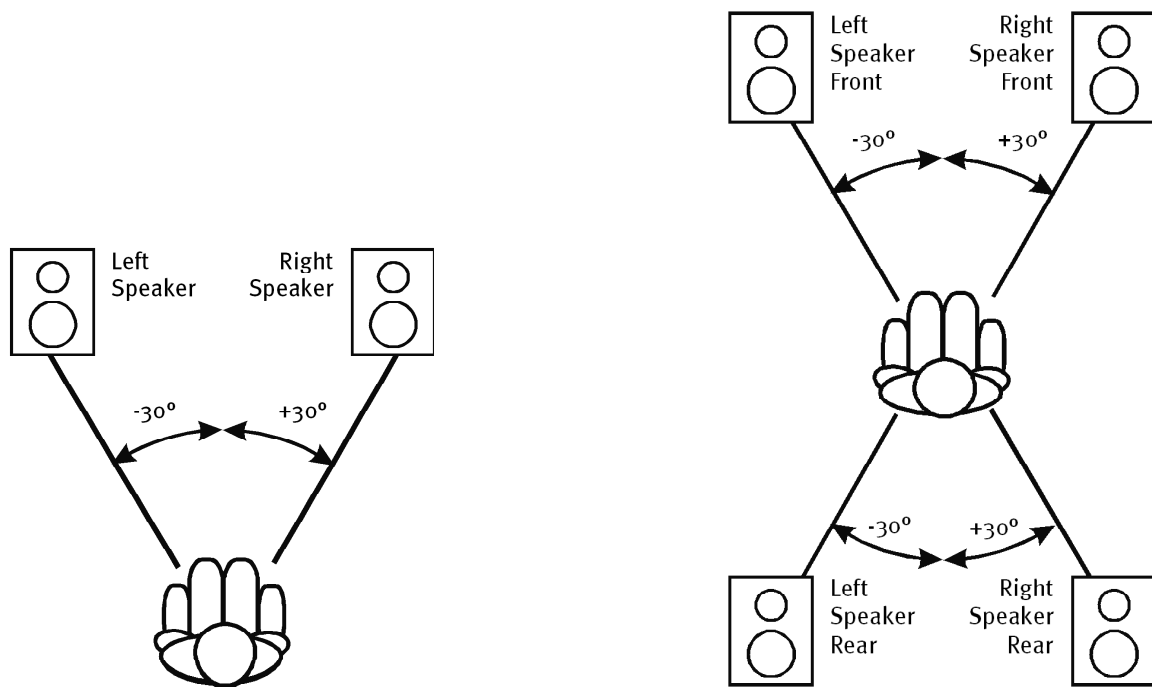 Left
Speaker
Right
Speaker
-30°
+30°
Left
Speaker
Front
Right
Speaker
Front
-30°
+30°
-30°
+30°
Left
Speaker
Rear
Right
Speaker
Rear